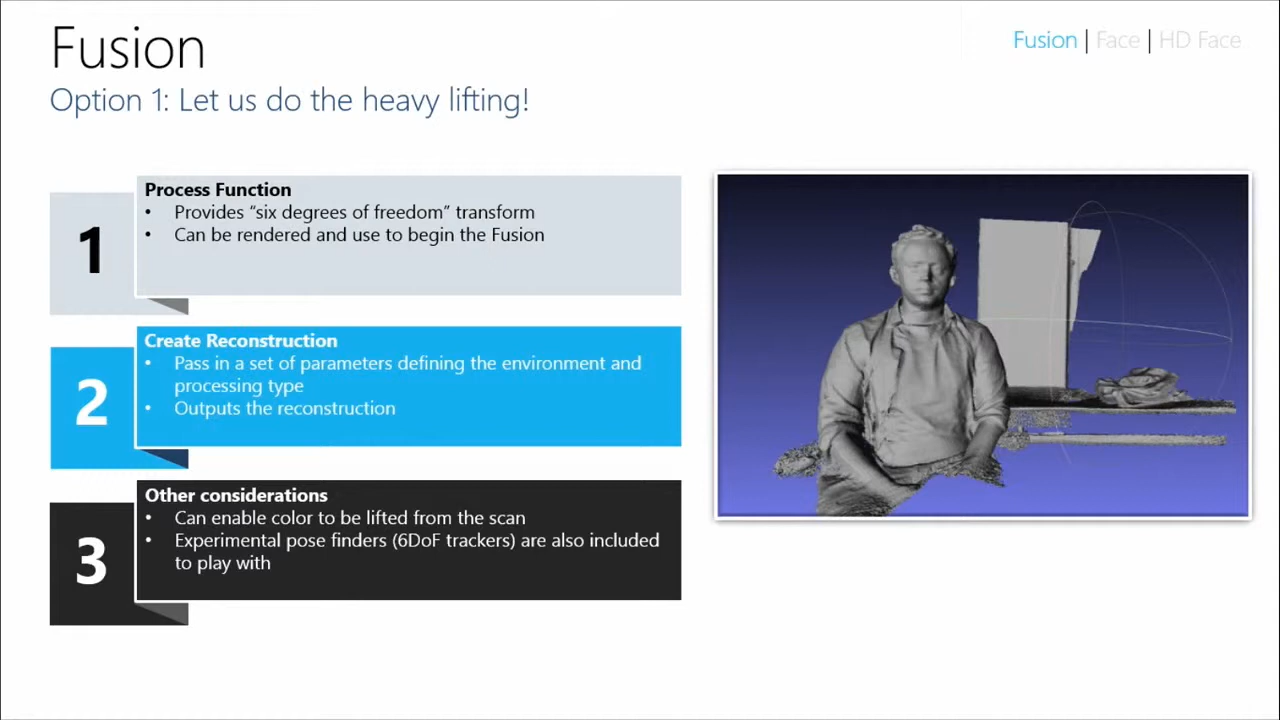 Fusion
Fusion | Face | HD Face
Option 1: Let us do the heavy lifting!
1
Process Function
• Provides “six degrees of freedom” transform
• Can be rendered and use to begin the Fusion
2
Create Reconstruction
• Pass in a set of parameters defining the environment and
processing type
• Outputs the reconstruction
3
Other considerations
• Can enable color to be lifted from the scan
• Experimental pose finders (6DoF trackers) are also included
to play with